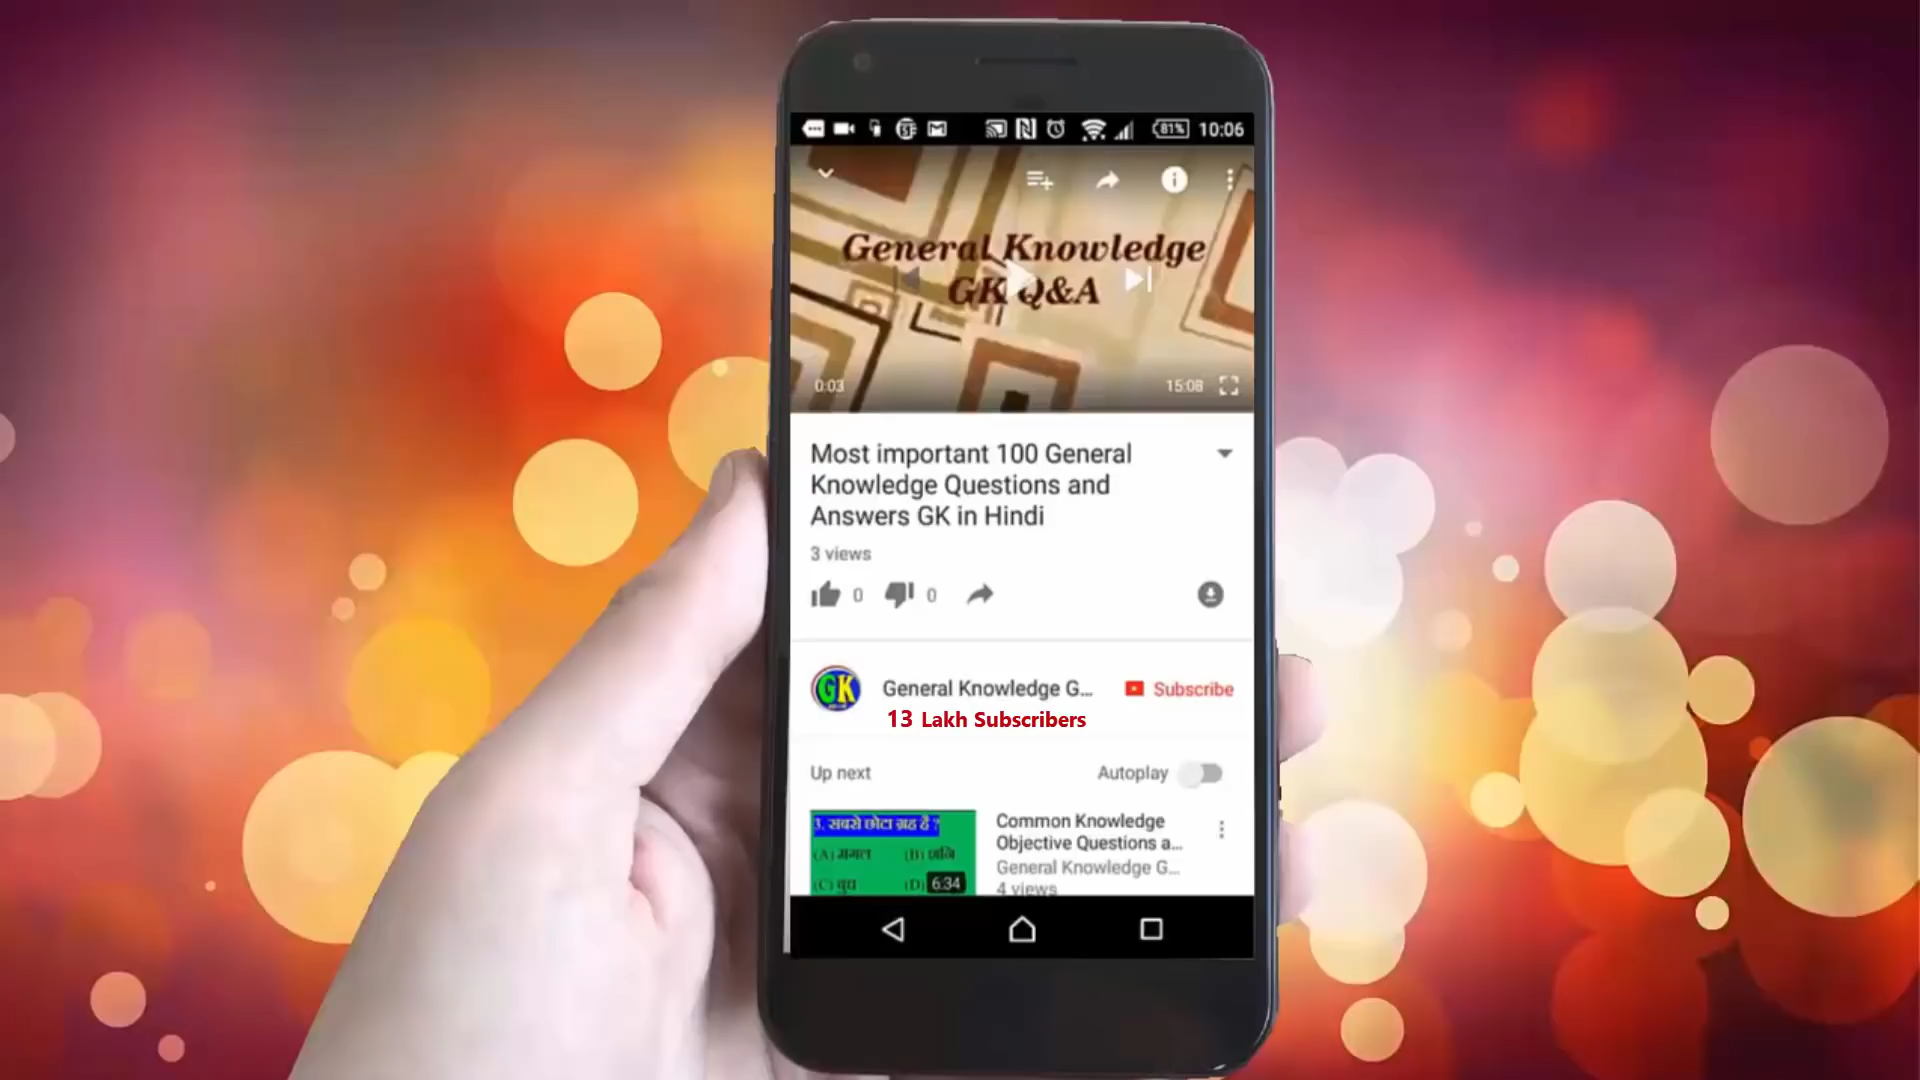 81% 10:06
General Knowledge
GK Q&A
0:03 15:08
Most important 100 General
Knowledge Questions and
Answers GK in Hindi
3 views
0 0
GK General Knowledge G... Subscribe
13 Lakh Subscribers
Up next Autoplay
3. सबसे छोटा ग्रह है ?
(A) मंगल (B) शनि
(C) बुध (D) 6:34
Common Knowledge
Objective Questions a...
General Knowledge G...
4 views